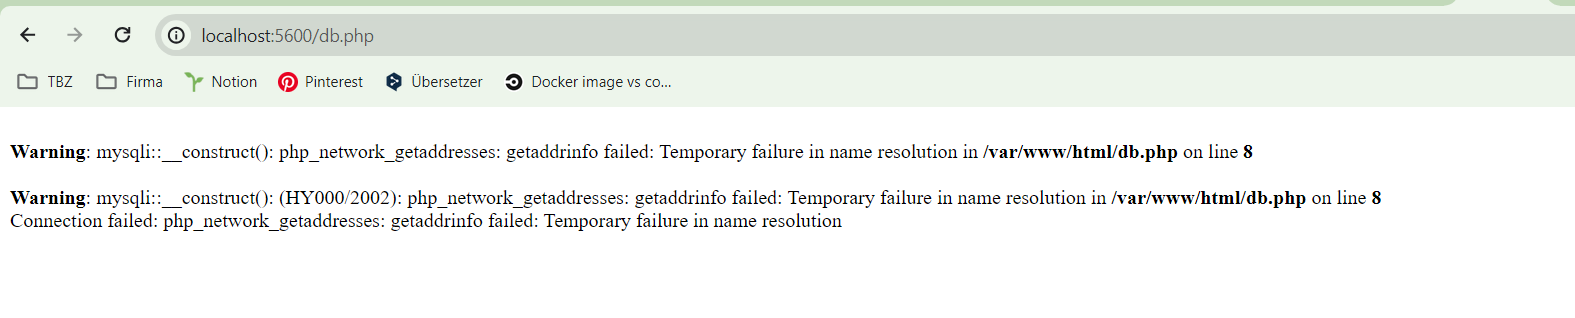 localhost:5600/db.php
TBZ Firma Notion Pinterest Übersetzer Docker image vs co...
Warning: mysqli::__construct(): php_network_getaddresses: getaddrinfo failed: Temporary failure in name resolution in /var/www/html/db.php on line 8
Warning: mysqli::__construct(): (HY000/2002): php_network_getaddresses: getaddrinfo failed: Temporary failure in name resolution in /var/www/html/db.php on line 8
Connection failed: php_network_getaddresses: getaddrinfo failed: Temporary failure in name resolution